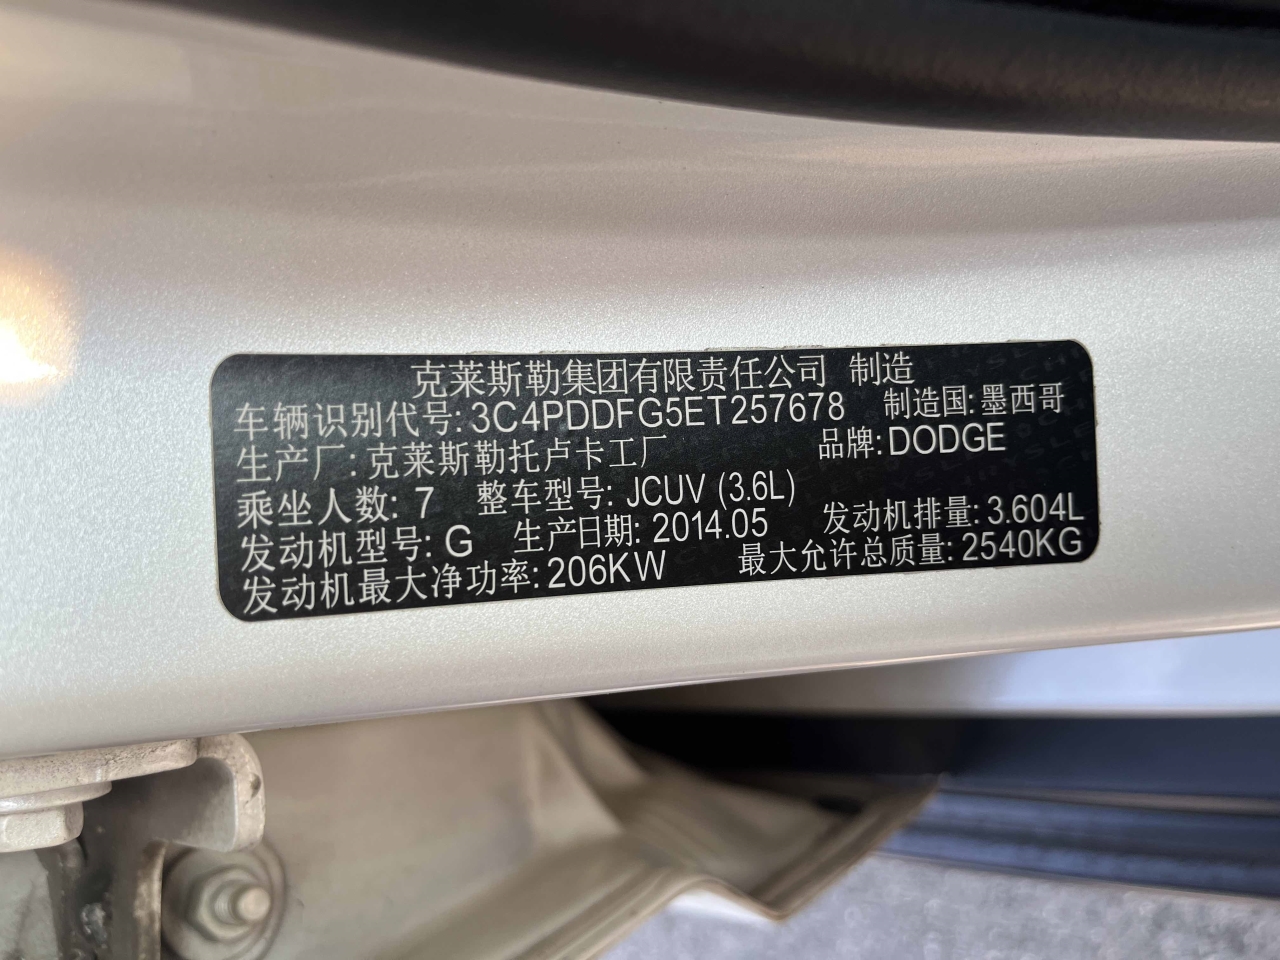 克莱斯勒集团有限责任公司 制造
车辆识别代号: 3C4PDDFG5ET257678 制造国: 墨西哥
生产厂: 克莱斯勒托卢卡工厂 品牌: DODGE
乘坐人数: 7 整车型号: JCUV (3.6L)
发动机型号: G 生产日期: 2014.05 发动机排量: 3.604L
发动机最大净功率: 206KW 最大允许总质量: 2540KG